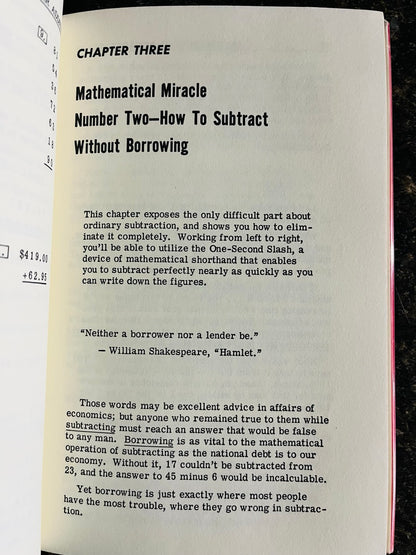 8.
$419.00
+62.95
CHAPTER THREE
Mathematical Miracle
Number Two—How To Subtract
Without Borrowing
This chapter exposes the only difficult part about
ordinary subtraction, and shows you how to elim-
inate it completely. Working from left to right,
you'll be able to utilize the One-Second Slash, a
device of mathematical shorthand that enables
you to subtract perfectly nearly as quickly as you
can write down the figures.
"Neither a borrower nor a lender be."
— William Shakespeare, "Hamlet."
Those words may be excellent advice in affairs of
economics; but anyone who remained true to them while
subtracting must reach an answer that would be false
to any man. Borrowing is as vital to the mathematical
operation of subtracting as the national debt is to our
economy. Without it, 17 couldn't be subtracted from
23, and the answer to 45 minus 6 would be incalculable.
Yet borrowing is just exactly where most people
have the most trouble, where they go wrong in subtrac-
tion.